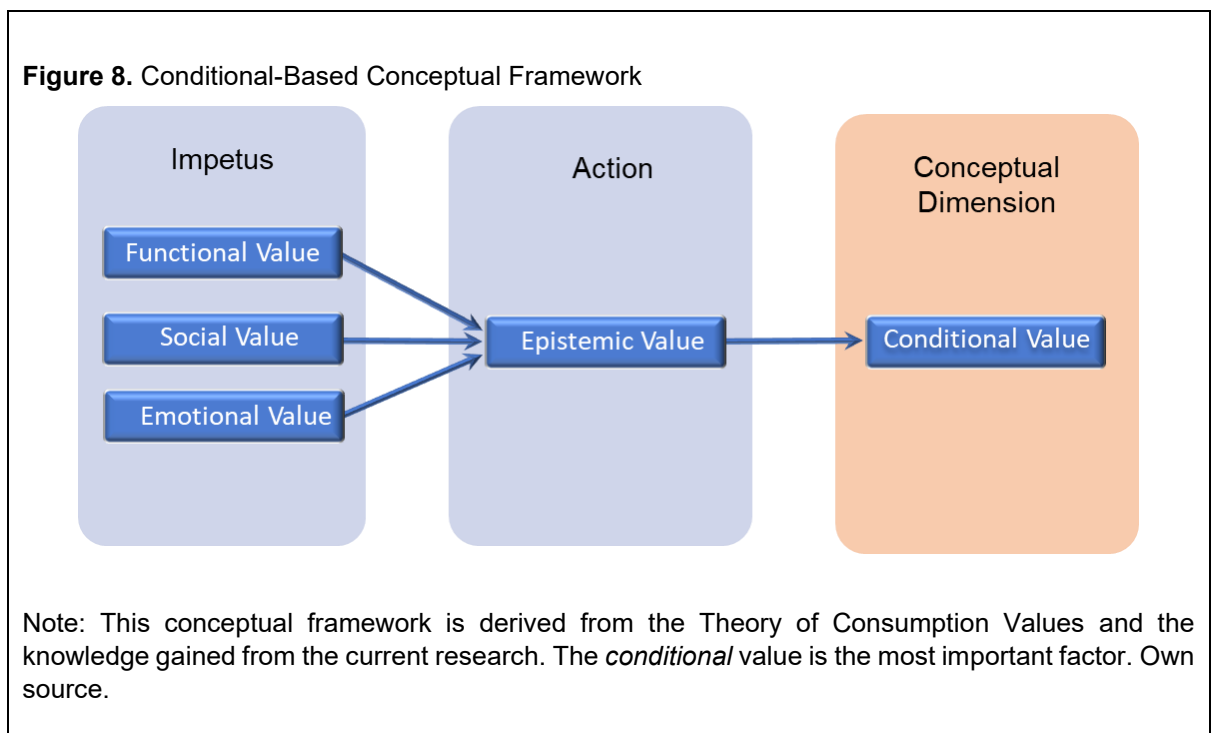 Figure 8. Conditional-Based Conceptual Framework
Impetus
Functional Value
Social Value
Emotional Value
Action
Epistemic Value
Conceptual
Dimension
Conditional Value
Note: This conceptual framework is derived from the Theory of Consumption Values and the
knowledge gained from the current research. The conditional value is the most important factor. Own
source.